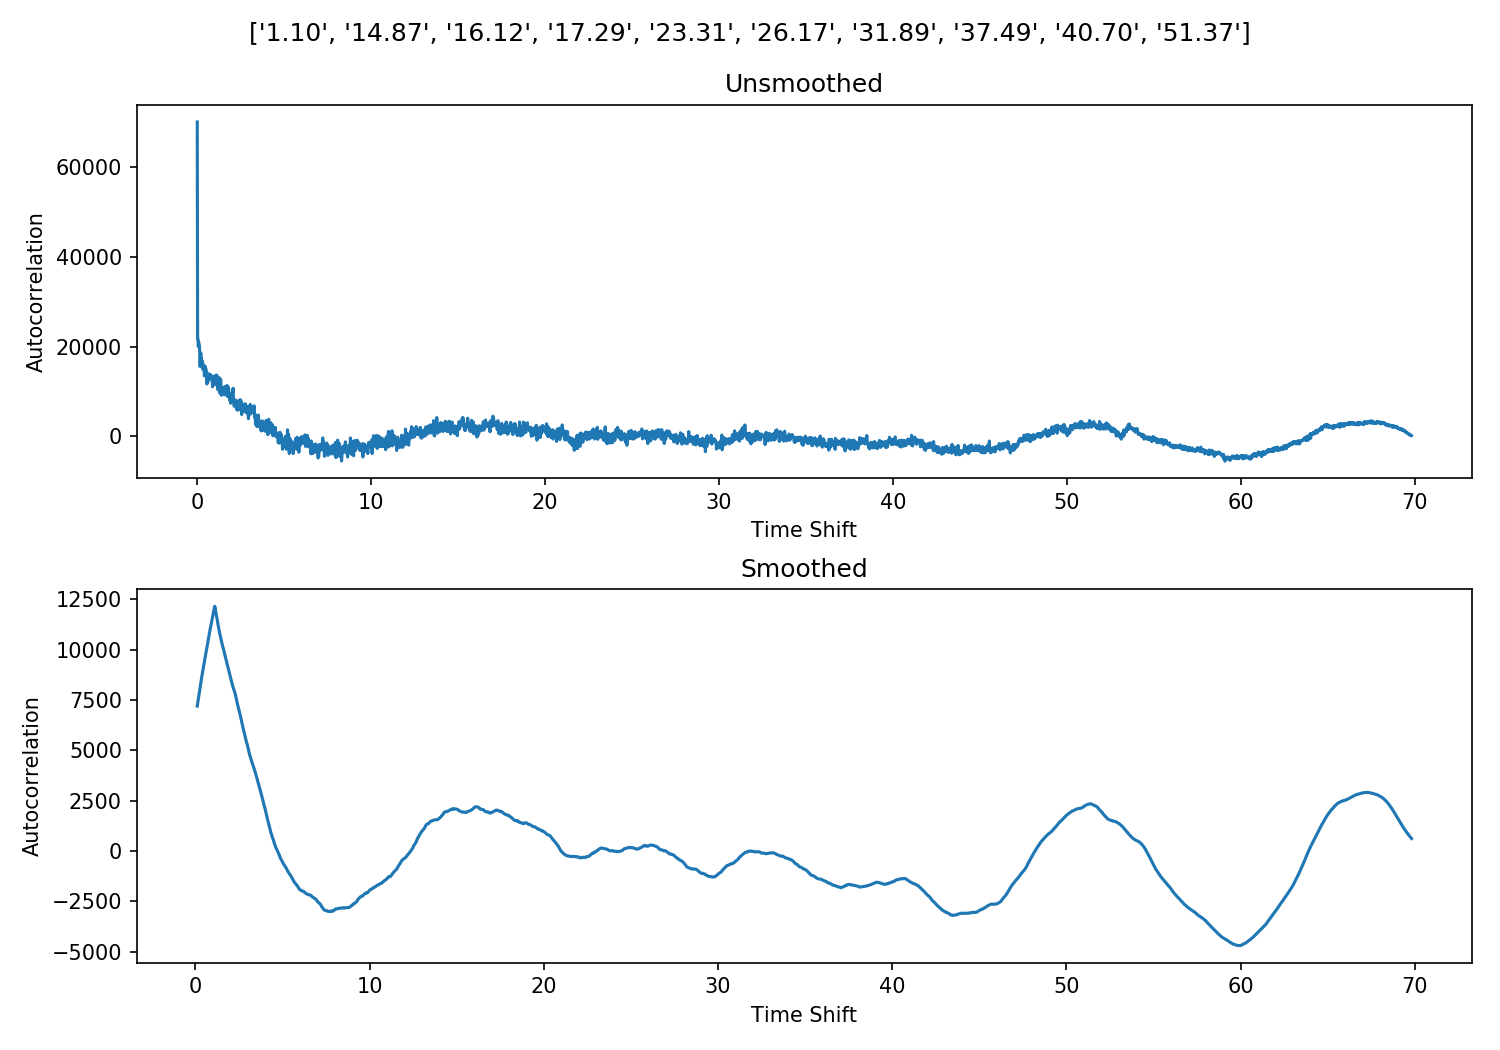 ['1.10', '14.87', '16.12', '17.29', '23.31', '26.17', '31.89', '37.49', '40.70', '51.37']
Unsmoothed
Autocorrelation
60000
40000
20000
0
0 10 20 30 40 50 60 70
Time Shift
Smoothed
Autocorrelation
12500
10000
7500
5000
2500
0
−2500
−5000
0 10 20 30 40 50 60 70
Time Shift